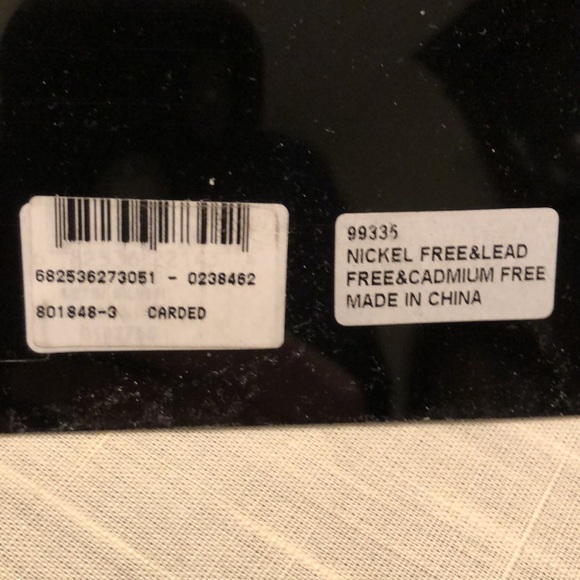 682536273051 - 0238462
801848-3 CARDED
99335
NICKEL FREE&LEAD
FREE&CADMIUM FREE
MADE IN CHINA